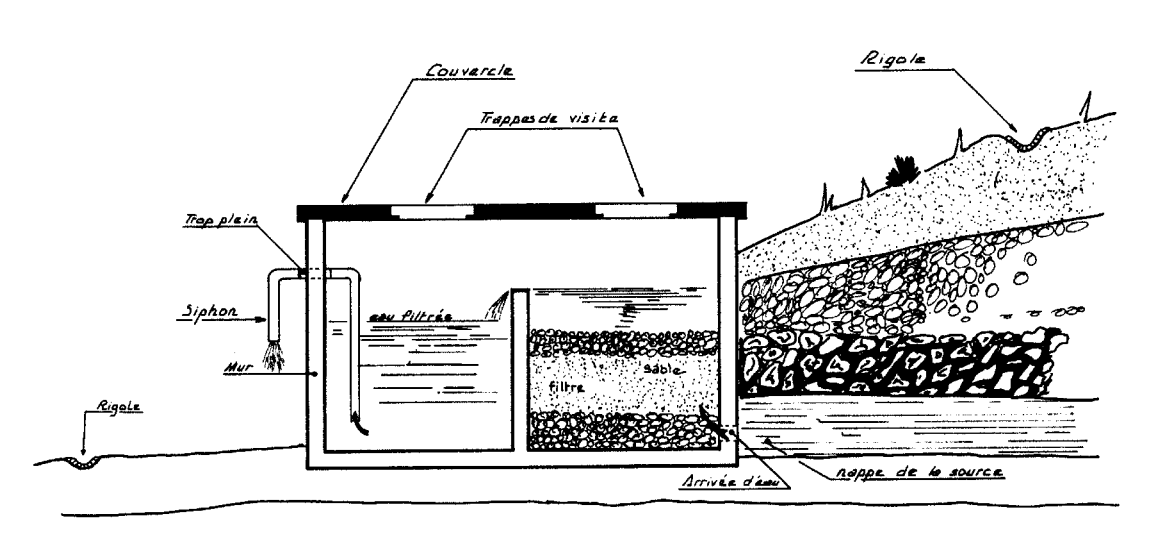 Rigole
Couvercle
Trappes de visite
Trop plein
Siphon
eau filtrée
Mur
sable
filtre
Rigole
nappe de la source
Arrivée d'eau